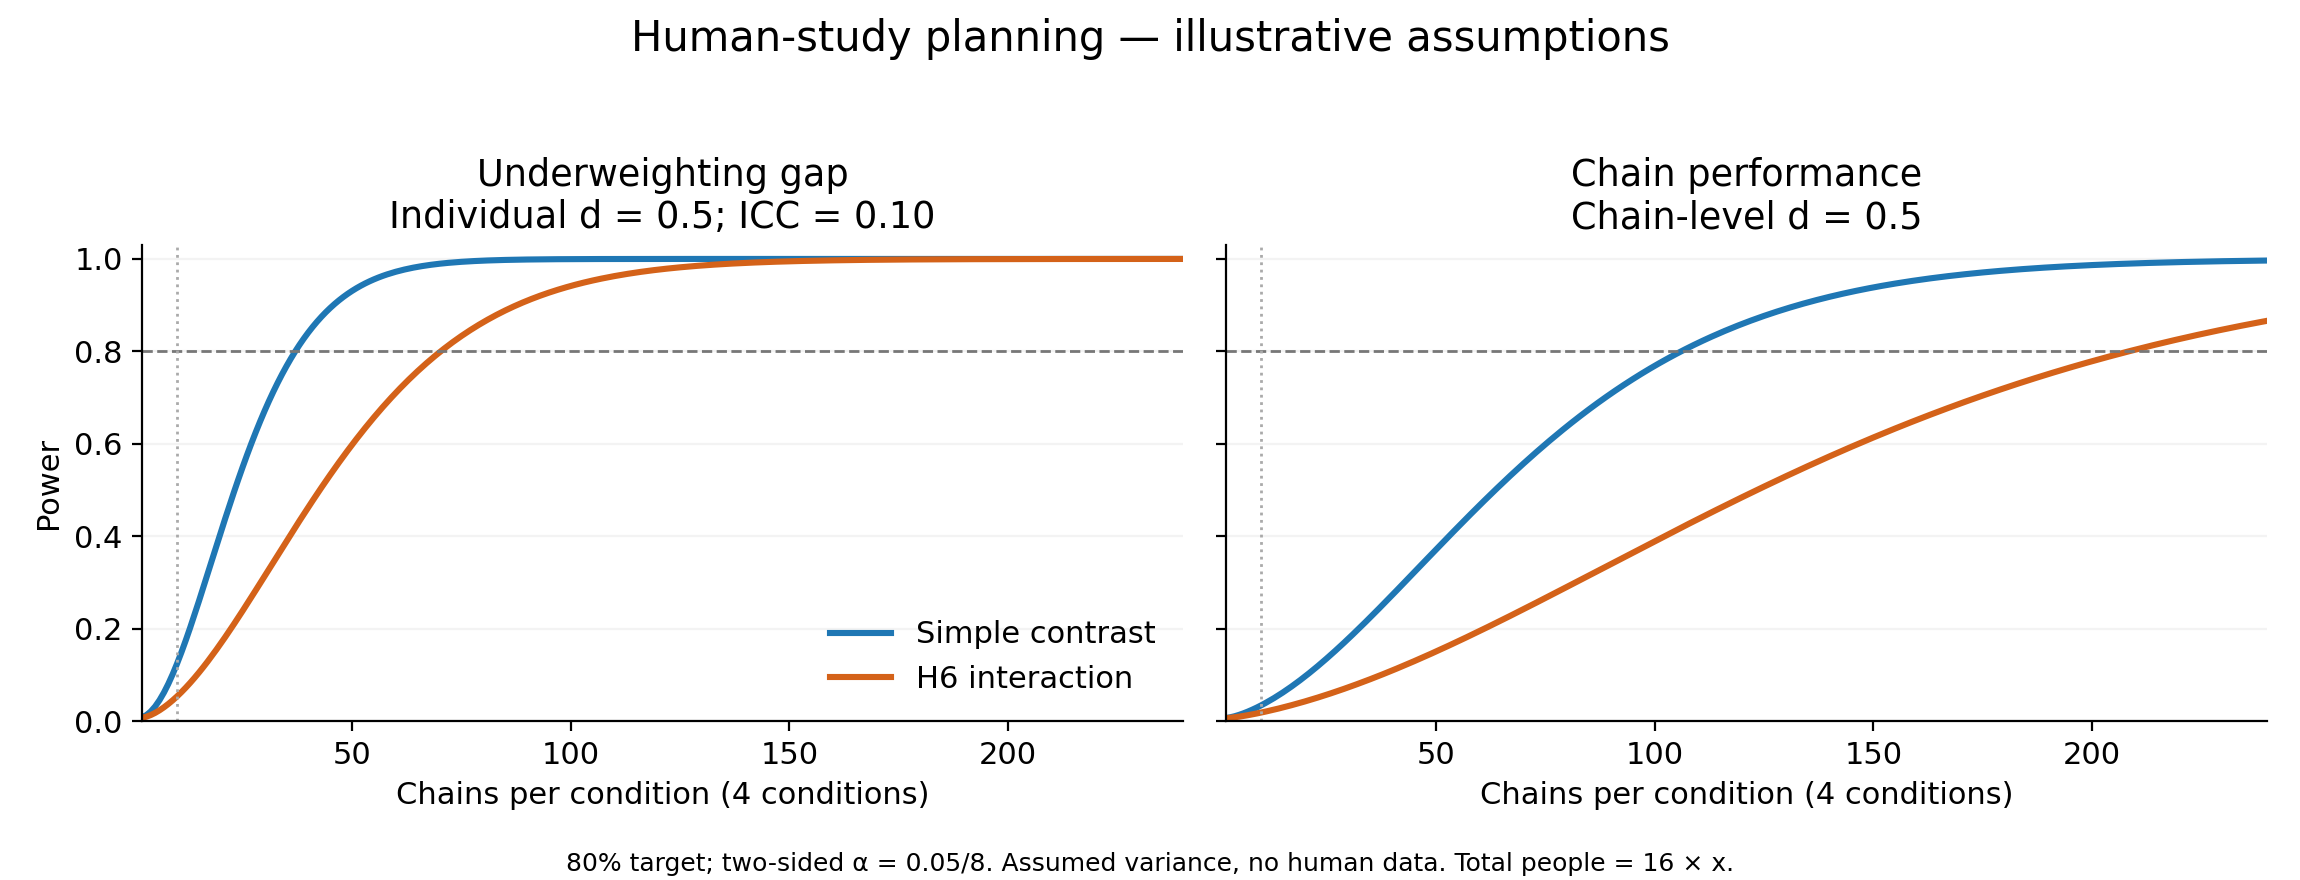 Human-study planning — illustrative assumptions
Underweighting gap
Individual d = 0.5; ICC = 0.10
Chain performance
Chain-level d = 0.5
1.0
0.8
0.6
0.4
0.2
0.0
Power
Simple contrast
H6 interaction
50 100 150 200
50 100 150 200
Chains per condition (4 conditions)
Chains per condition (4 conditions)
80% target; two-sided α = 0.05/8. Assumed variance, no human data. Total people = 16 × x.